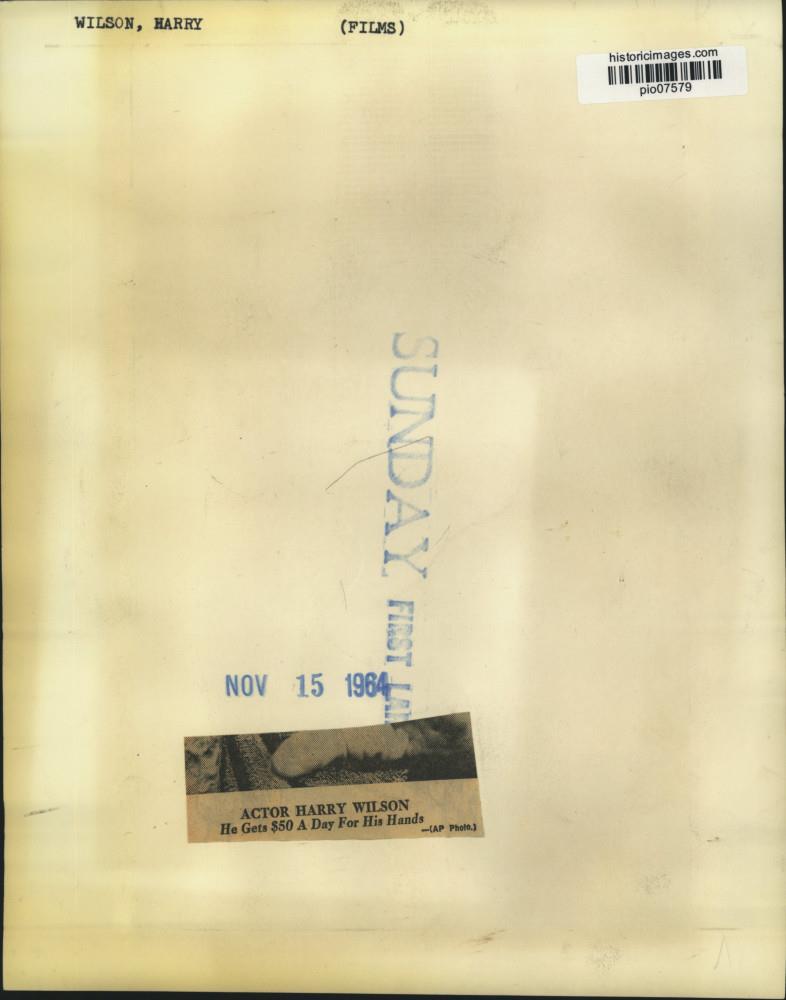 WILSON, HARRY (FILMS)
historicimages.com
pio07579
SUNDAY FIRST
NOV 15 1964
ACTOR HARRY WILSON
He Gets $50 A Day For His Hands
—(AP Photo.)